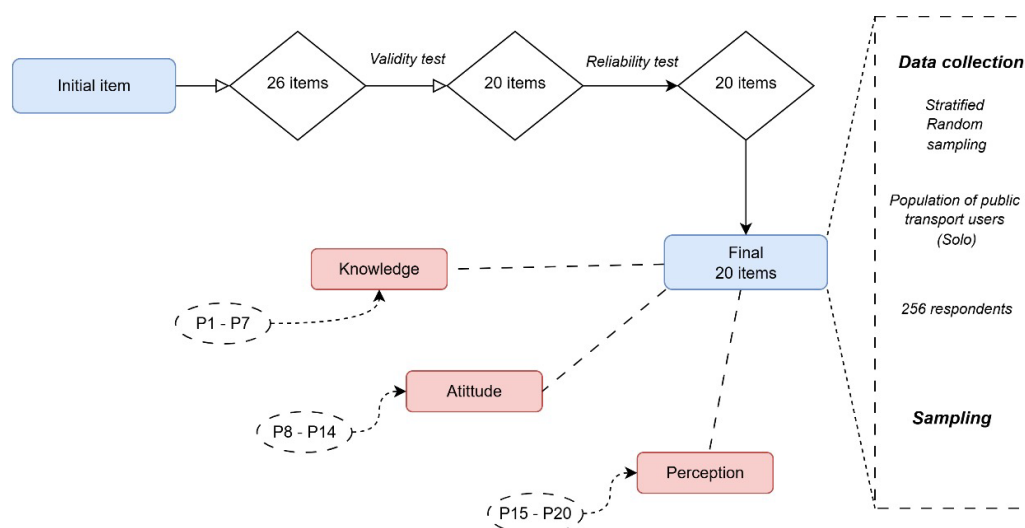 Initial item
26 items
Validity test
20 items
Reliability test
20 items
Data collection
Stratified
Random
sampling
Population of public
transport users
(Solo)
256 respondents
Sampling
Final
20 items
Knowledge
P1 - P7
Atittude
P8 - P14
Perception
P15 - P20